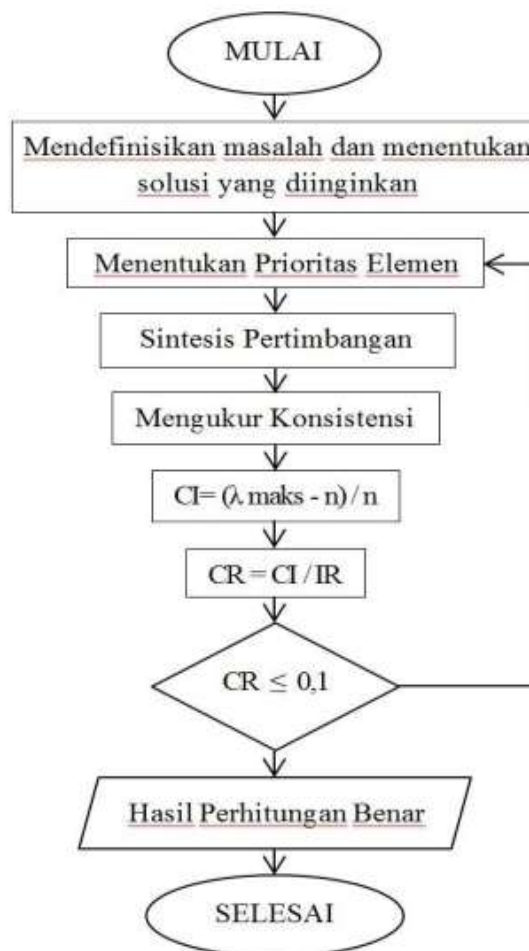 MULAI
Mendefinisikan masalah dan menentukan
solusi yang diinginkan
Menentukan Prioritas Elemen
Sintesis Pertimbangan
Mengukur Konsistensi
CI= (λ maks - n) / n
CR = CI / IR
CR ≤ 0,1
Hasil Perhitungan Benar
SELESAI